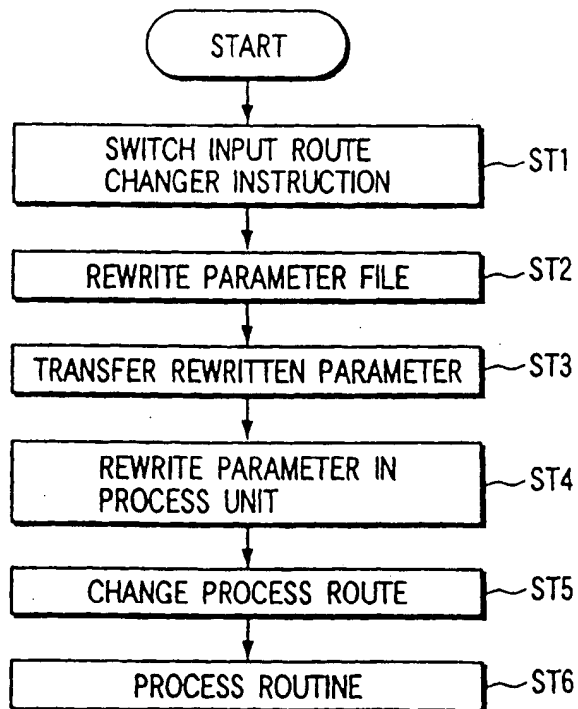 START
SWITCH INPUT ROUTE
CHANGER INSTRUCTION
ST1
REWRITE PARAMETER FILE
ST2
TRANSFER REWRITTEN PARAMETER
ST3
REWRITE PARAMETER IN
PROCESS UNIT
ST4
CHANGE PROCESS ROUTE
ST5
PROCESS ROUTINE
ST6